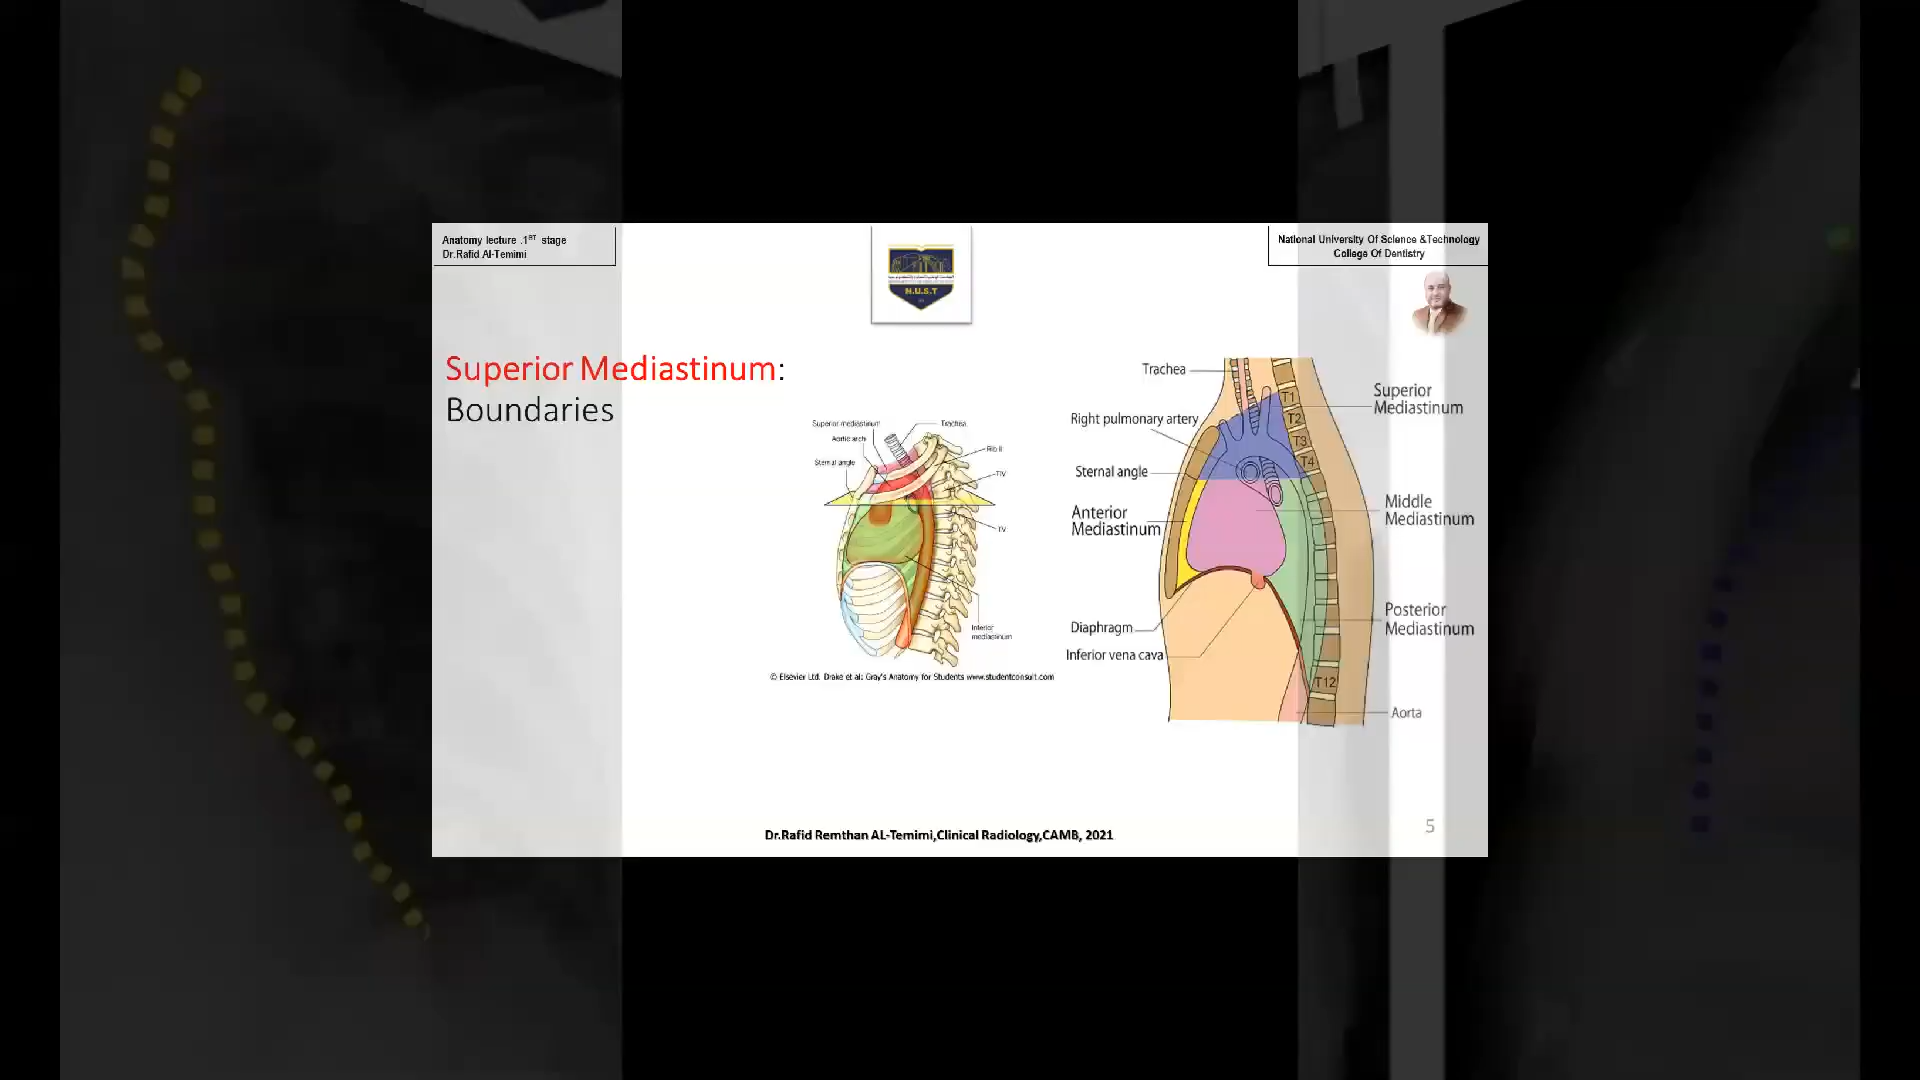 Anatomy lecture .1ST stage
Dr.Rafid Al-Temimi
N.U.S.T
National University Of Science &Technology
College Of Dentistry
Superior Mediastinum:
Boundaries
Superior mediastinum
Aortic arch
Sternal angle
Trachea
Rib II
TIV
TV
Inferior
mediastinum
© Elsevier Ltd. Drake et al: Gray's Anatomy for Students www.studentconsult.com
Trachea
Right pulmonary artery
Sternal angle
Anterior
Mediastinum
Diaphragm
Inferior vena cava
T1
T2
T3
T4
T12
Superior
Mediastinum
Middle
Mediastinum
Posterior
Mediastinum
Aorta
Dr.Rafid Remthan AL-Temimi,Clinical Radiology,CAMB, 2021
5